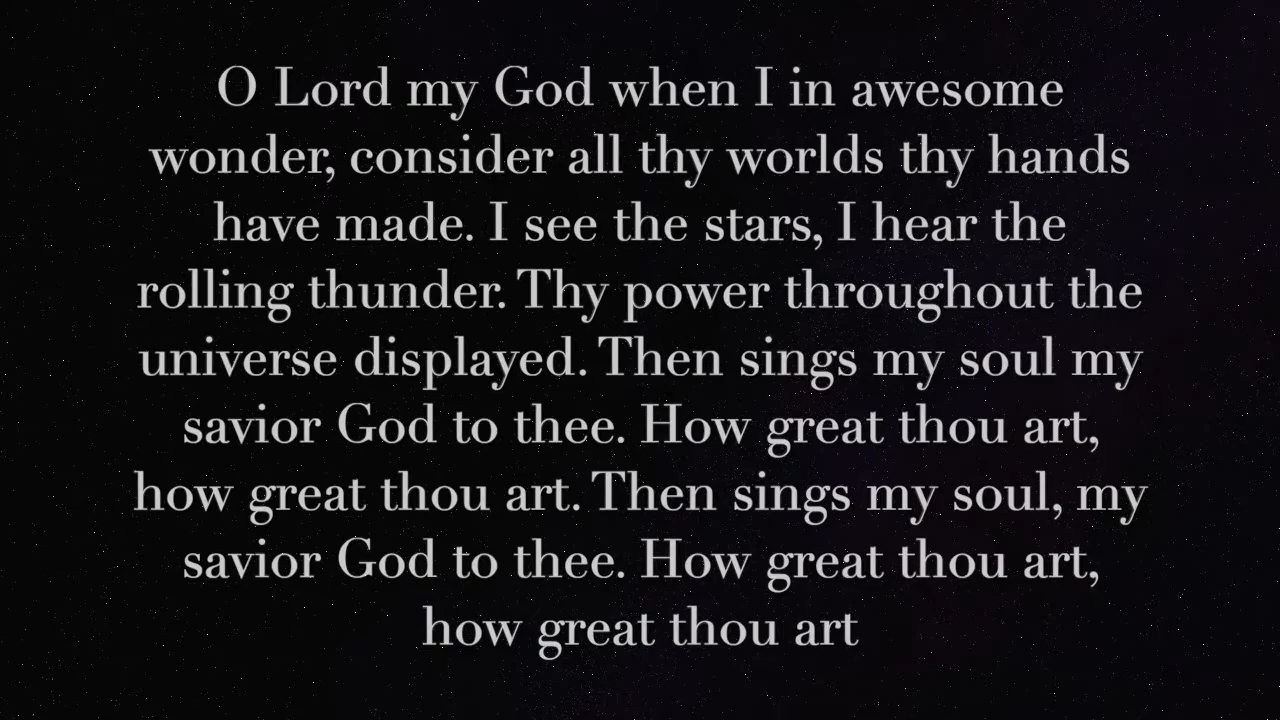 O Lord my God when I in awesome
wonder, consider all thy worlds thy hands
have made. I see the stars, I hear the
rolling thunder. Thy power throughout the
universe displayed. Then sings my soul my
savior God to thee. How great thou art,
how great thou art. Then sings my soul, my
savior God to thee. How great thou art,
how great thou art